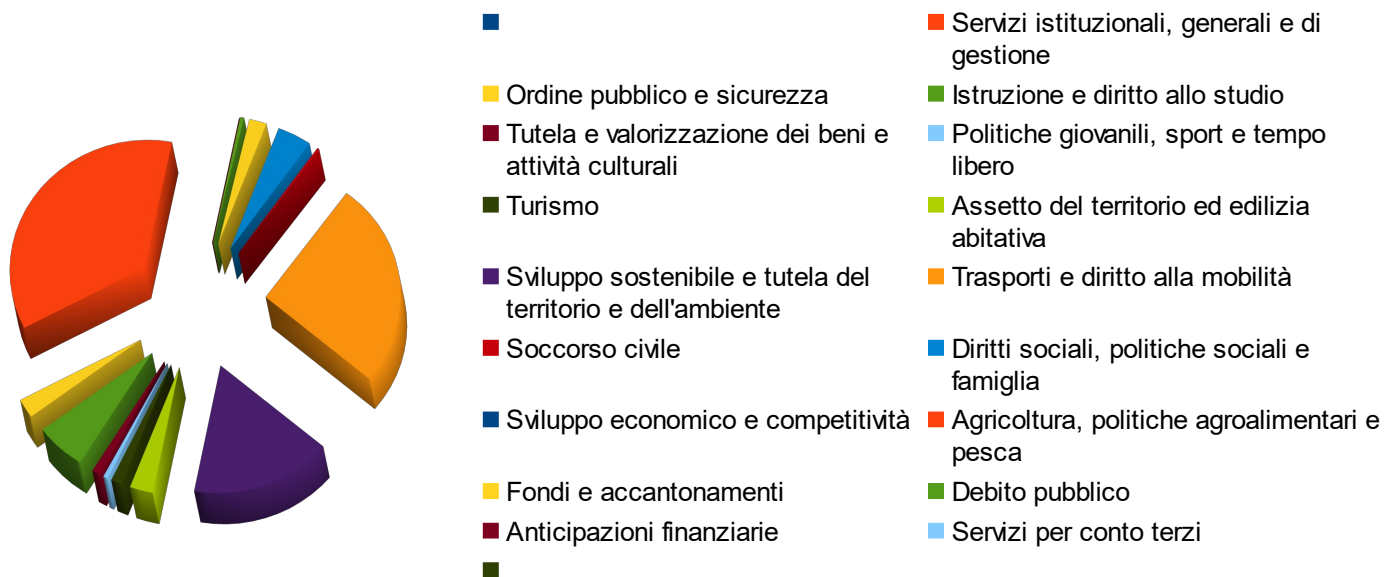 Servizi istituzionali, generali e di
gestione
Ordine pubblico e sicurezza
Istruzione e diritto allo studio
Tutela e valorizzazione dei beni e
attività culturali
Politiche giovanili, sport e tempo
libero
Turismo
Assetto del territorio ed edilizia
abitativa
Sviluppo sostenibile e tutela del
territorio e dell'ambiente
Trasporti e diritto alla mobilità
Soccorso civile
Diritti sociali, politiche sociali e
famiglia
Sviluppo economico e competitività
Agricoltura, politiche agroalimentari e
pesca
Fondi e accantonamenti
Debito pubblico
Anticipazioni finanziarie
Servizi per conto terzi